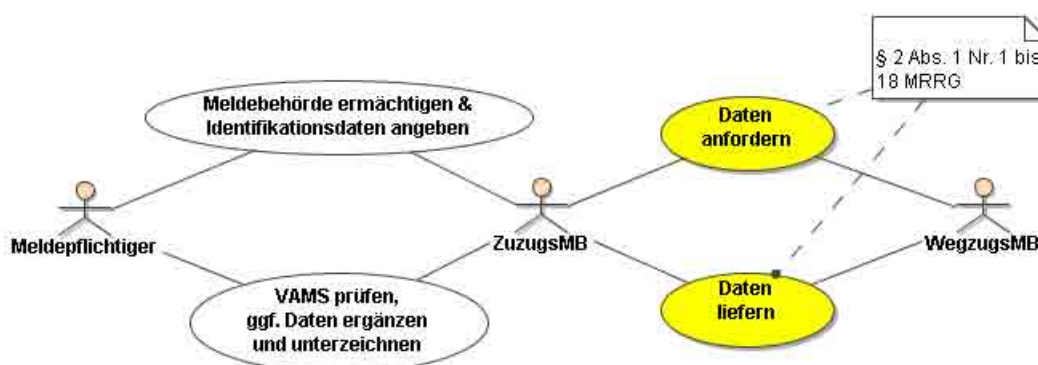 § 2 Abs. 1 Nr. 1 bis
18 MRRG
Meldebehörde ermächtigen &
Identifikationsdaten angeben
Daten
anfordern
Meldepflichtiger
ZuzugsMB
WegzugsMB
VAMS prüfen,
ggf. Daten ergänzen
und unterzeichnen
Daten
liefern